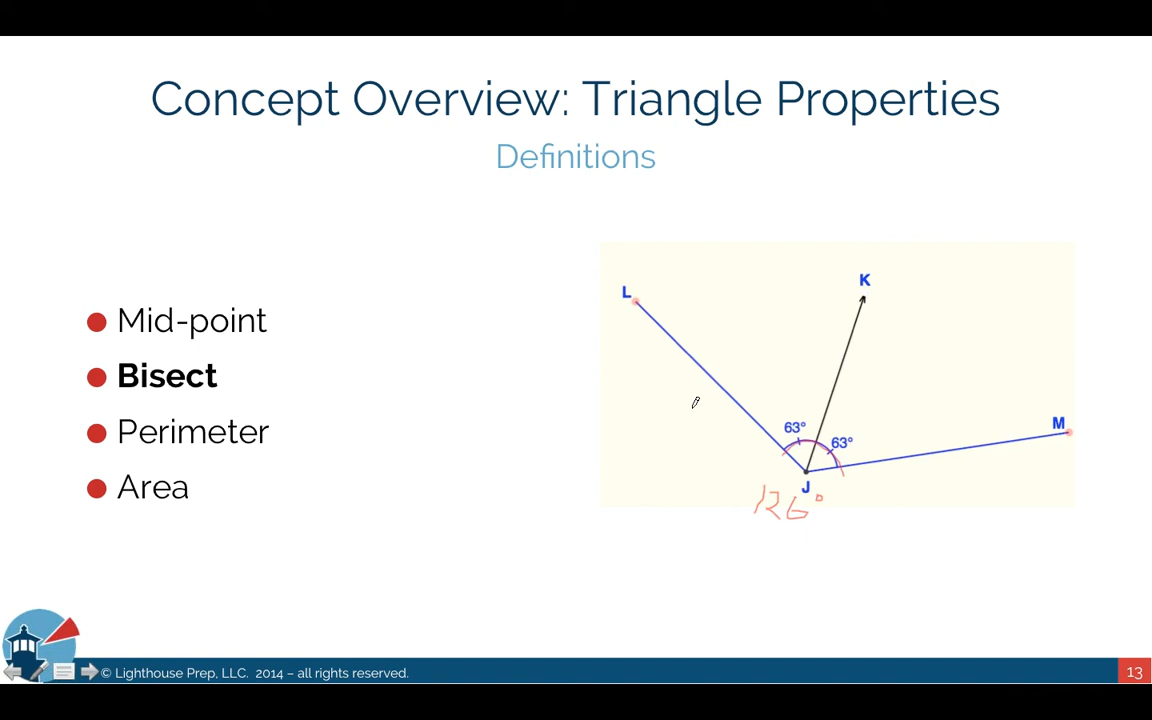 Concept Overview: Triangle Properties
Definitions
Mid-point
Bisect
Perimeter
Area
L
K
M
63°
63°
J
126°
© Lighthouse Prep, LLC. 2014 – all rights reserved.
13